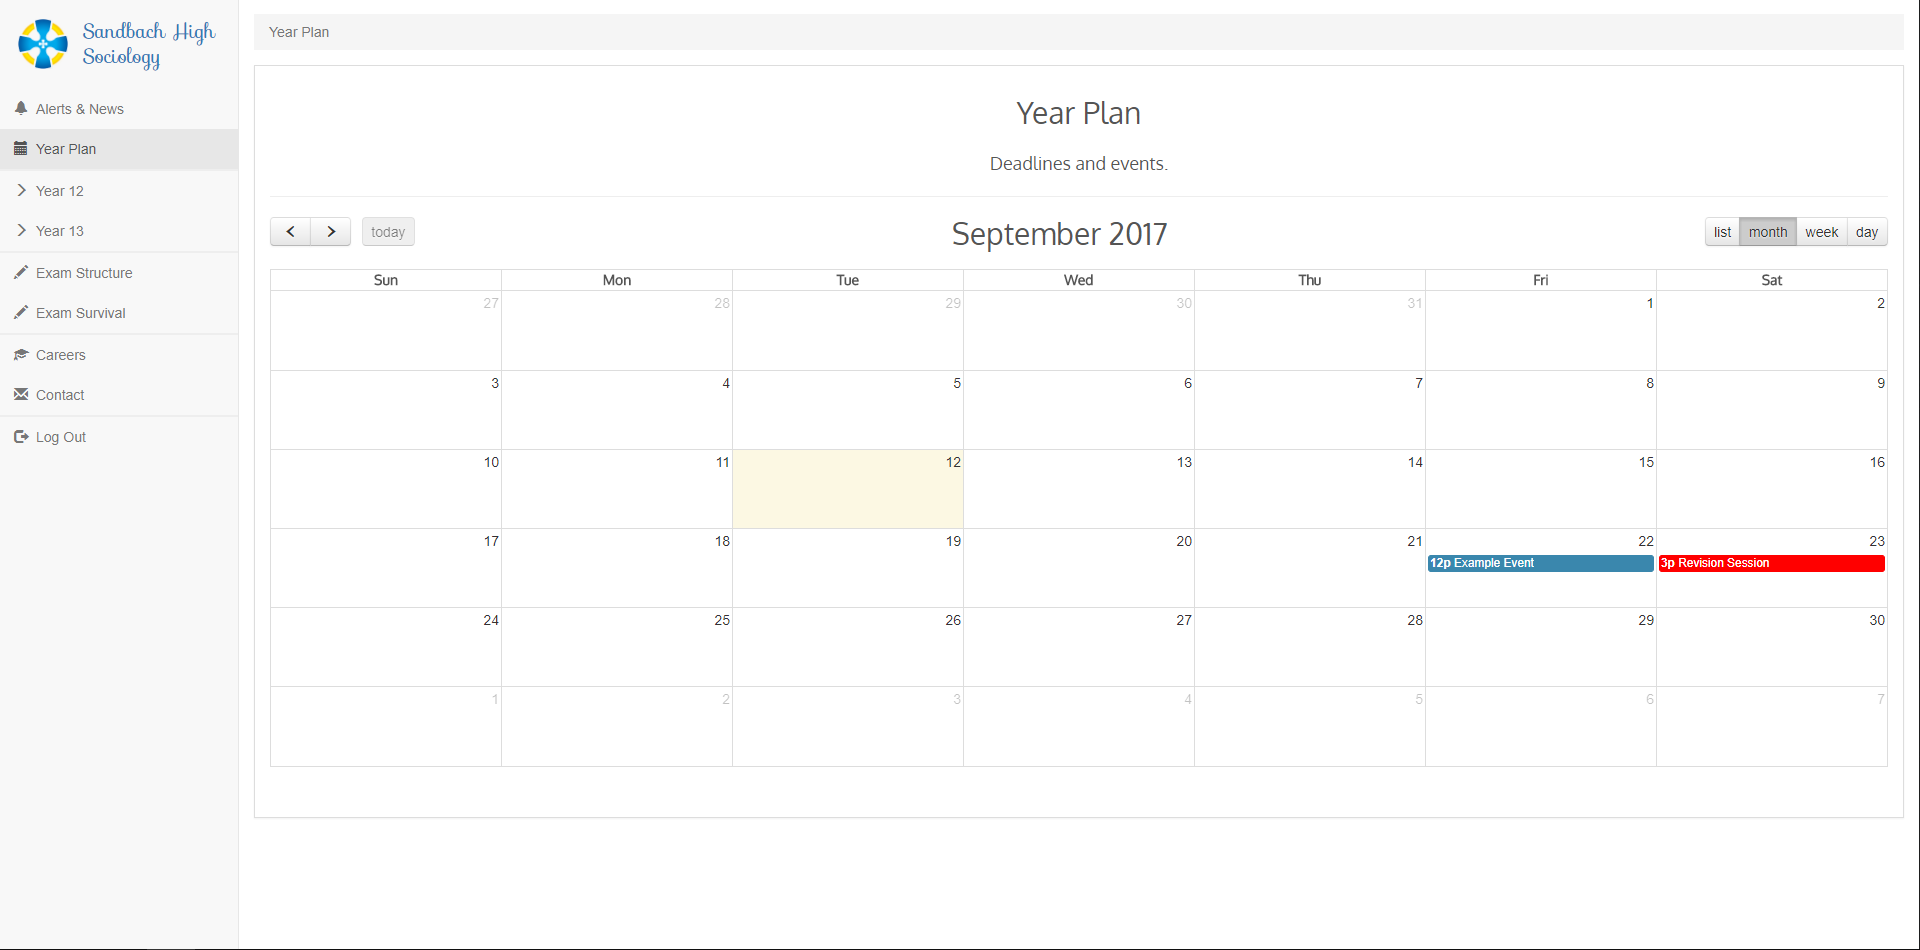 Sandbach High
Sociology
Alerts & News
Year Plan
Year 12
Year 13
Exam Structure
Exam Survival
Careers
Contact
Log Out
Year Plan
Year Plan
Deadlines and events.
today
September 2017
list month week day
Sun Mon Tue Wed Thu Fri Sat
27 28 29 30 31 1 2
3 4 5 6 7 8 9
10 11 12 13 14 15 16
17 18 19 20 21 22 23
12p Example Event 3p Revision Session
24 25 26 27 28 29 30
1 2 3 4 5 6 7